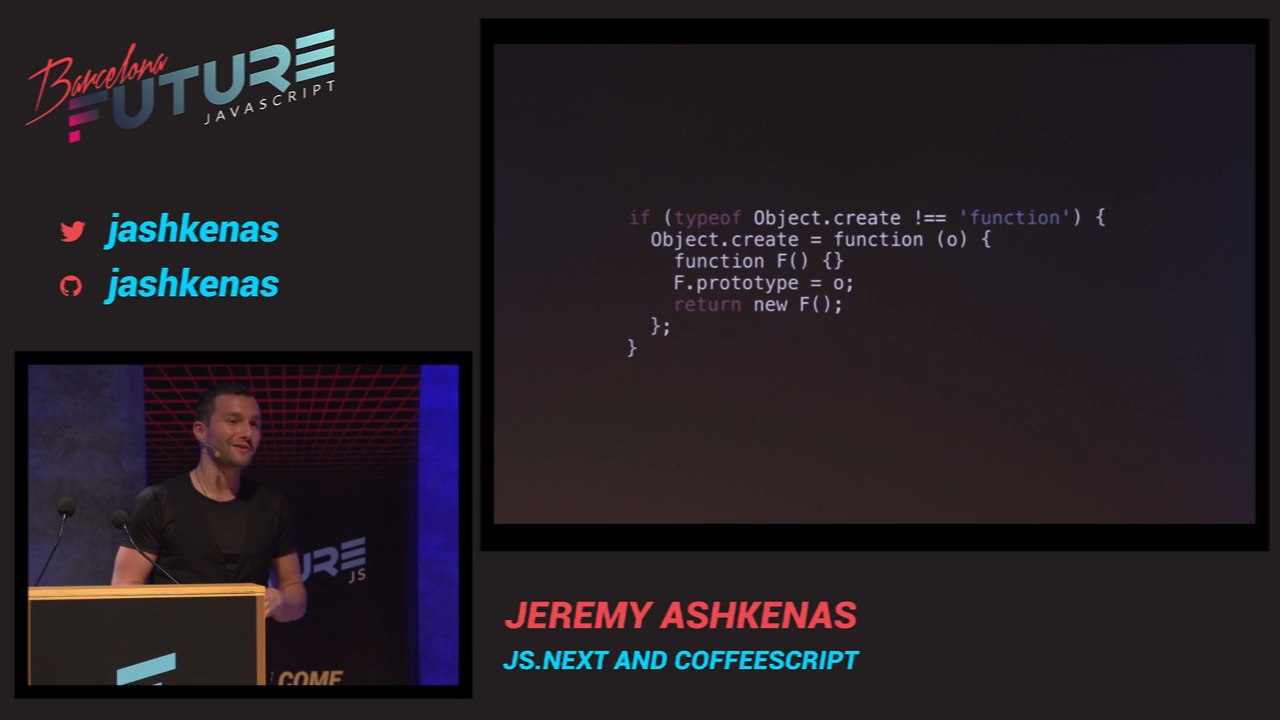 Barcelona
FUTURE
JAVASCRIPT
jashkenas
jashkenas
if (typeof Object.create !== 'function') {
  Object.create = function (o) {
    function F() {}
    F.prototype = o;
    return new F();
  };
}
URE
JS
COME
JEREMY ASHKENAS
JS.NEXT AND COFFEESCRIPT